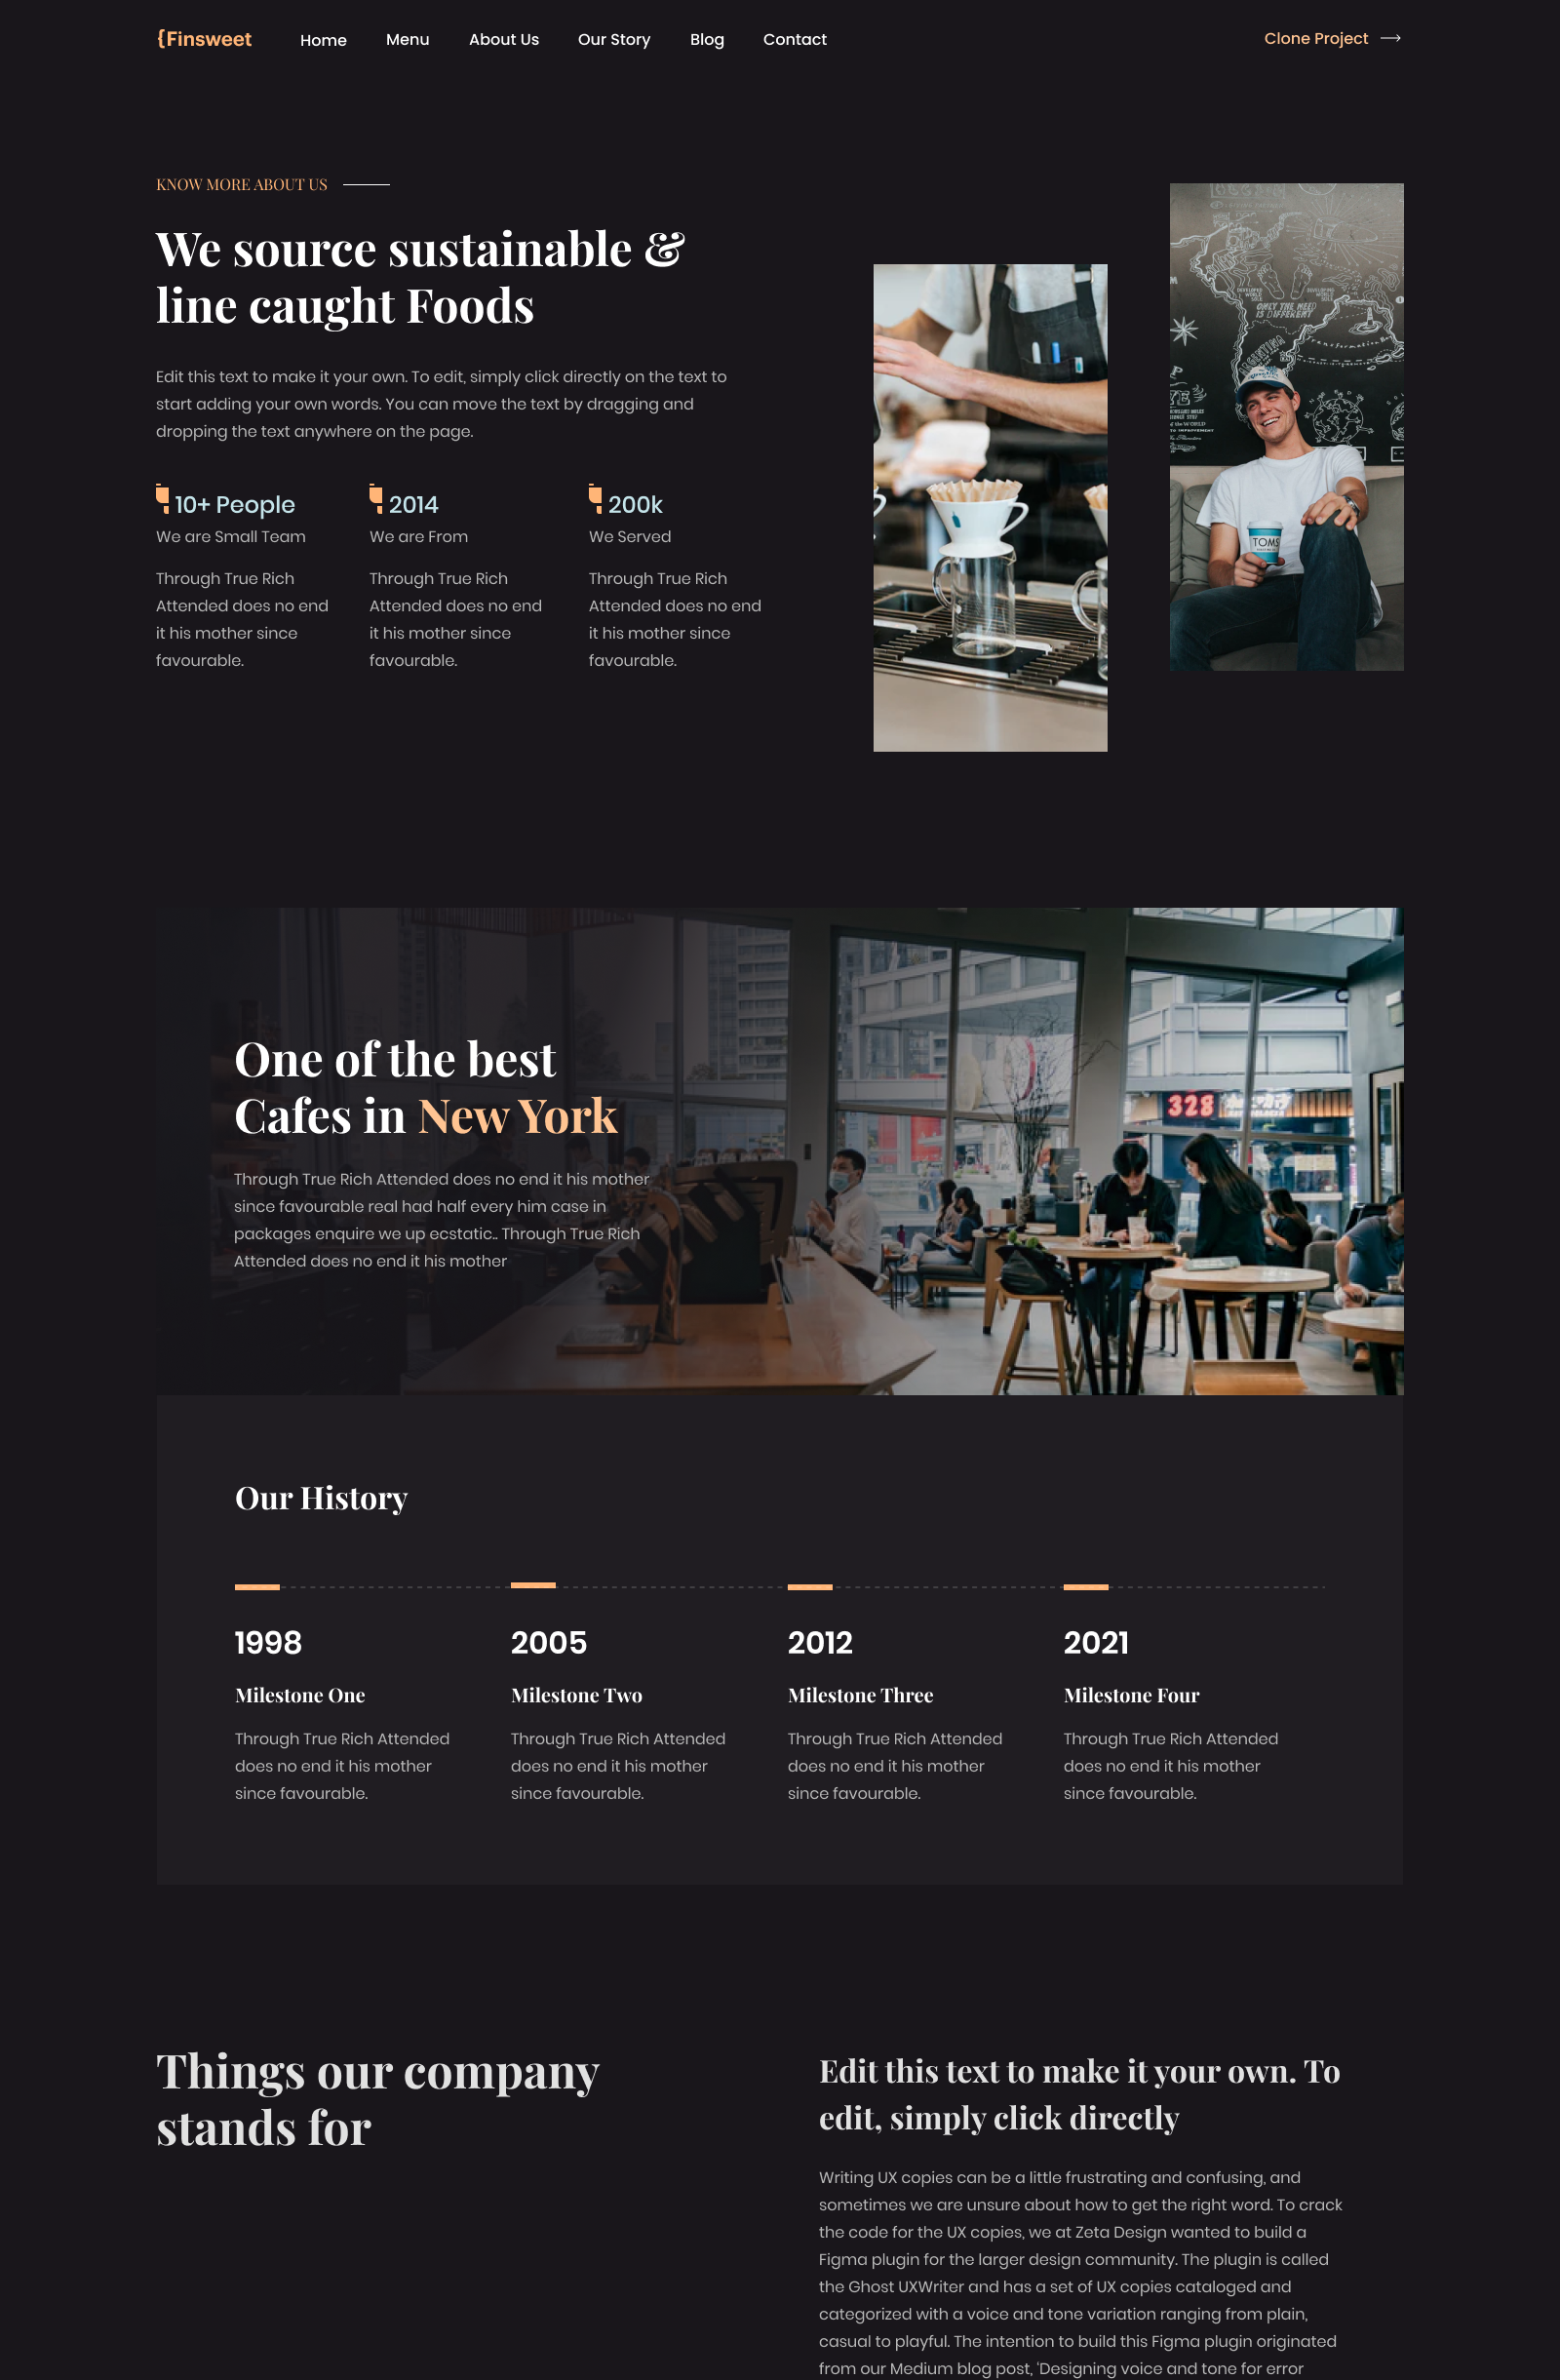 {Finsweet
Home
Menu
About Us
Our Story
Blog
Contact
Clone Project
KNOW MORE ABOUT US
We source sustainable &
line caught Foods
Edit this text to make it your own. To edit, simply click directly on the text to
start adding your own words. You can move the text by dragging and
dropping the text anywhere on the page.
10+ People
We are Small Team
Through True Rich
Attended does no end
it his mother since
favourable.
2014
We are From
Through True Rich
Attended does no end
it his mother since
favourable.
200k
We Served
Through True Rich
Attended does no end
it his mother since
favourable.
ONLY THE NEED
IS DIFFERENT
ARGENTINA
TOMS
One of the best
Cafes in New York
Through True Rich Attended does no end it his mother
since favourable real had half every him case in
packages enquire we up ecstatic.. Through True Rich
Attended does no end it his mother
328
Our History
1998
Milestone One
Through True Rich Attended
does no end it his mother
since favourable.
2005
Milestone Two
Through True Rich Attended
does no end it his mother
since favourable.
2012
Milestone Three
Through True Rich Attended
does no end it his mother
since favourable.
2021
Milestone Four
Through True Rich Attended
does no end it his mother
since favourable.
Things our company
stands for
Edit this text to make it your own. To
edit, simply click directly
Writing UX copies can be a little frustrating and confusing, and
sometimes we are unsure about how to get the right word. To crack
the code for the UX copies, we at Zeta Design wanted to build a
Figma plugin for the larger design community. The plugin is called
the Ghost UXWriter and has a set of UX copies cataloged and
categorized with a voice and tone variation ranging from plain,
casual to playful. The intention to build this Figma plugin originated
from our Medium blog post, ‘Designing voice and tone for error